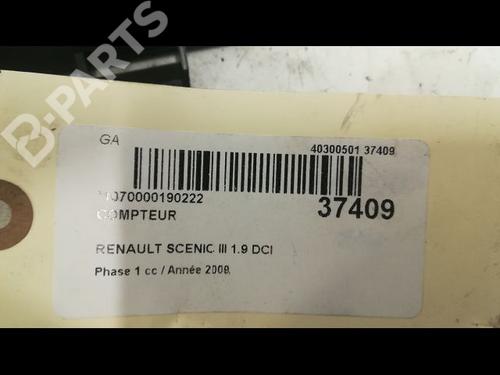 B-PARTS
GA
40300501 37409
070000190222
37409
COMPTEUR
RENAULT SCENIC III 1.9 DCI
Phase 1 cc / Année 2009.